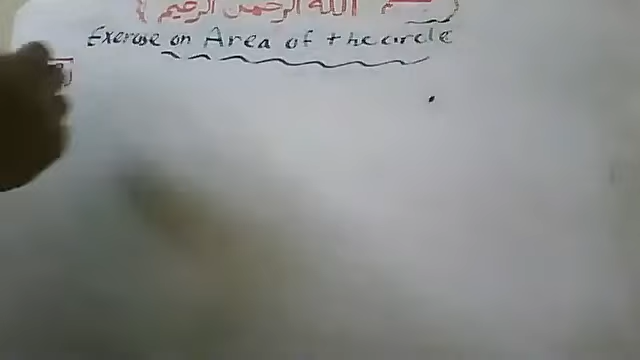 { بسم الله الرحمن الرحيم }
Exercise on Area of the circle